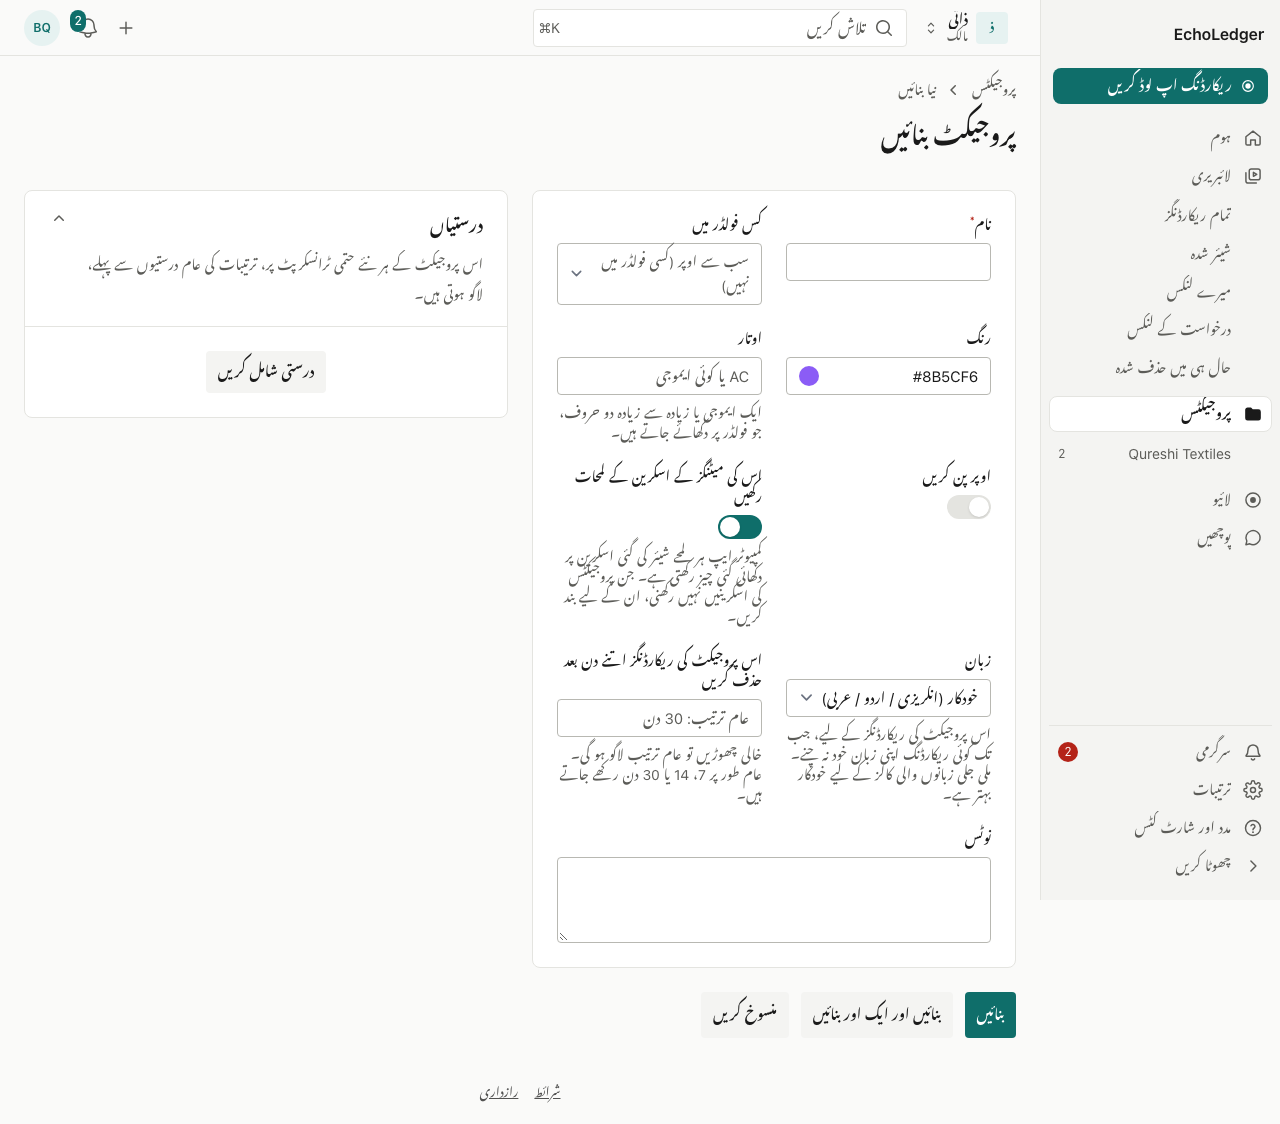 EchoLedger
ریکارڈنگ اپ لوڈ کریں
ہوم
لائبریری
تمام ریکارڈنگز
شیئر شدہ
میرے لنکس
درخواست کے لنکس
حال ہی میں حذف شدہ
پروجیکٹس
Qureshi Textiles
2
لائیو
پوچھیں
سرگرمی
2
ترتیبات
مدد اور شارٹ کٹس
چھوٹا کریں
ذ
ذاتی
مالک
تلاش کریں
⌘K
2
BQ
پروجیکٹس
نیا بنائیں
پروجیکٹ بنائیں
نام*
کس فولڈر میں
سب سے اوپر (کسی فولڈر میں
نہیں)
رنگ
#8B5CF6
اوتار
AC یا کوئی ایموجی
ایک ایموجی یا زیادہ سے زیادہ دو حروف،
جو فولڈر پر دکھائے جاتے ہیں۔
اوپر پن کریں
اس کی میٹنگز کے اسکرین کے لمحات
رکھیں
کمپیوٹر ایپ ہر لمحے شیئر کی گئی اسکرین پر
دکھائی گئی چیز رکھتی ہے۔ جن پروجیکٹس
کی اسکرینیں نہیں رکھنی، ان کے لیے بند
کریں۔
زبان
خودکار (انگریزی / اردو / عربی)
اس پروجیکٹ کی ریکارڈنگز کے لیے، جب
تک کوئی ریکارڈنگ اپنی زبان خود نہ چنے۔
ملی جلی زبانوں والی کالز کے لیے خودکار
بہتر ہے۔
اس پروجیکٹ کی ریکارڈنگز اتنے دن بعد
حذف کریں
عام ترتیب: 30 دن
خالی چھوڑیں تو عام ترتیب لاگو ہو گی۔
عام طور پر 7، 14 یا 30 دن رکھے جاتے
ہیں۔
نوٹس
درستیاں
اس پروجیکٹ کے ہر نئے حتمی ٹرانسکرپٹ پر، ترتیبات کی عام درستیوں سے پہلے،
لاگو ہوتی ہیں۔
درستی شامل کریں
بنائیں
بنائیں اور ایک اور بنائیں
منسوخ کریں
شرائط
رازداری